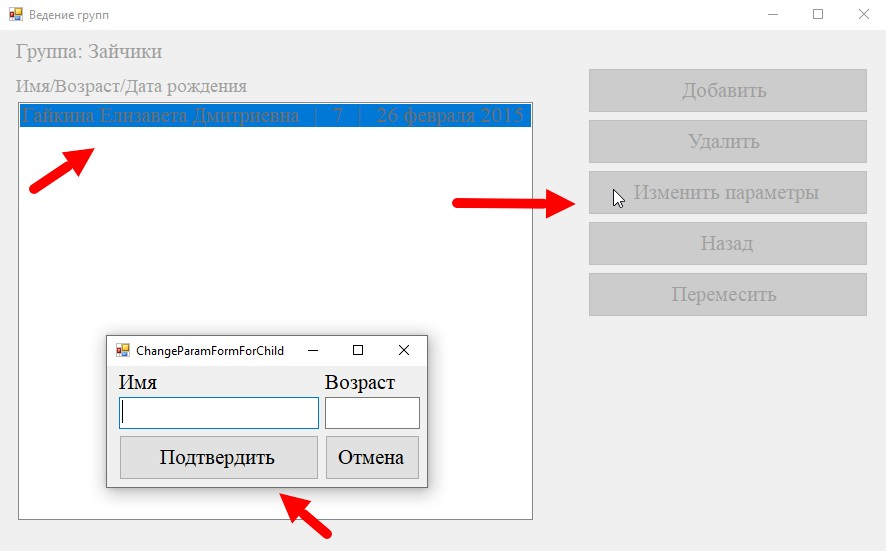 Ведение групп
Группа: Зайчики
Имя/Возраст/Дата рождения
Гайкина Елизавета Дмитриевна | 7 | 26 февраля 2015
Добавить
Удалить
Изменить параметры
Назад
Перемесить
ChangeParamFormForChild
Имя Возраст
Подтвердить Отмена